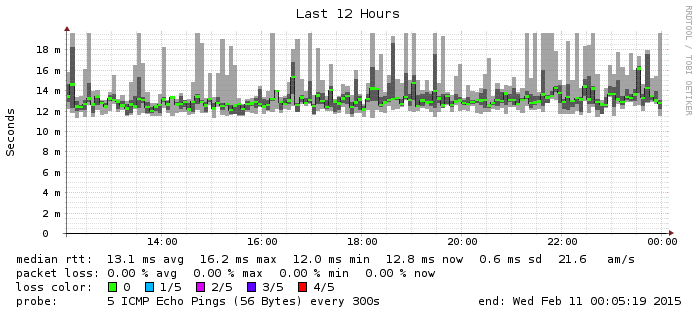 Last 12 Hours
RRDTOOL / TOBI OETIKER
Seconds
18 m
16 m
14 m
12 m
10 m
8 m
6 m
4 m
2 m
0
14:00 16:00 18:00 20:00 22:00 00:00
median rtt: 13.1 ms avg 16.2 ms max 12.0 ms min 12.8 ms now 0.6 ms sd 21.6 am/s
packet loss: 0.00 % avg 0.00 % max 0.00 % min 0.00 % now
loss color: 0 1/5 2/5 3/5 4/5
probe: 5 ICMP Echo Pings (56 Bytes) every 300s end: Wed Feb 11 00:05:19 2015